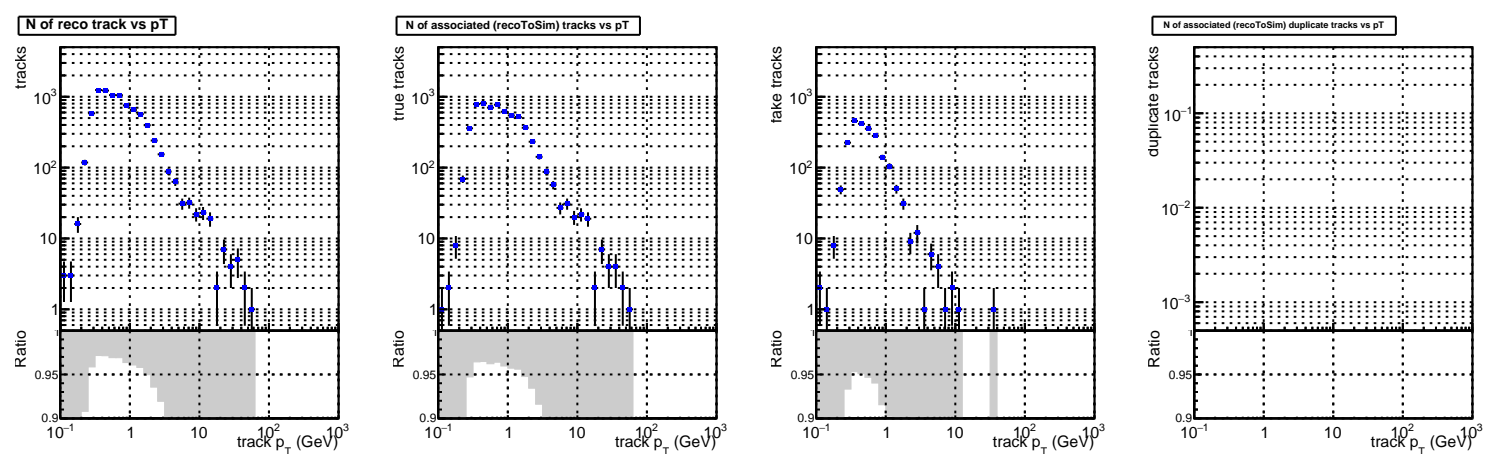 N of reco track vs pT
tracks
10³
10²
10
1
Ratio
1
0.95
0.9
10⁻¹ 1 10 10² 10³
track p_T (GeV)
N of associated (recoToSim) tracks vs pT
true tracks
10³
10²
10
1
Ratio
1
0.95
0.9
10⁻¹ 1 10 10² 10³
track p_T (GeV)
fake tracks
10³
10²
10
1
Ratio
1
0.95
0.9
10⁻¹ 1 10 10² 10³
track p_T (GeV)
N of associated (recoToSim) duplicate tracks vs pT
duplicate tracks
10⁻¹
10⁻²
10⁻³
Ratio
1
0.95
0.9
10⁻¹ 1 10 10² 10³
track p_T (GeV)